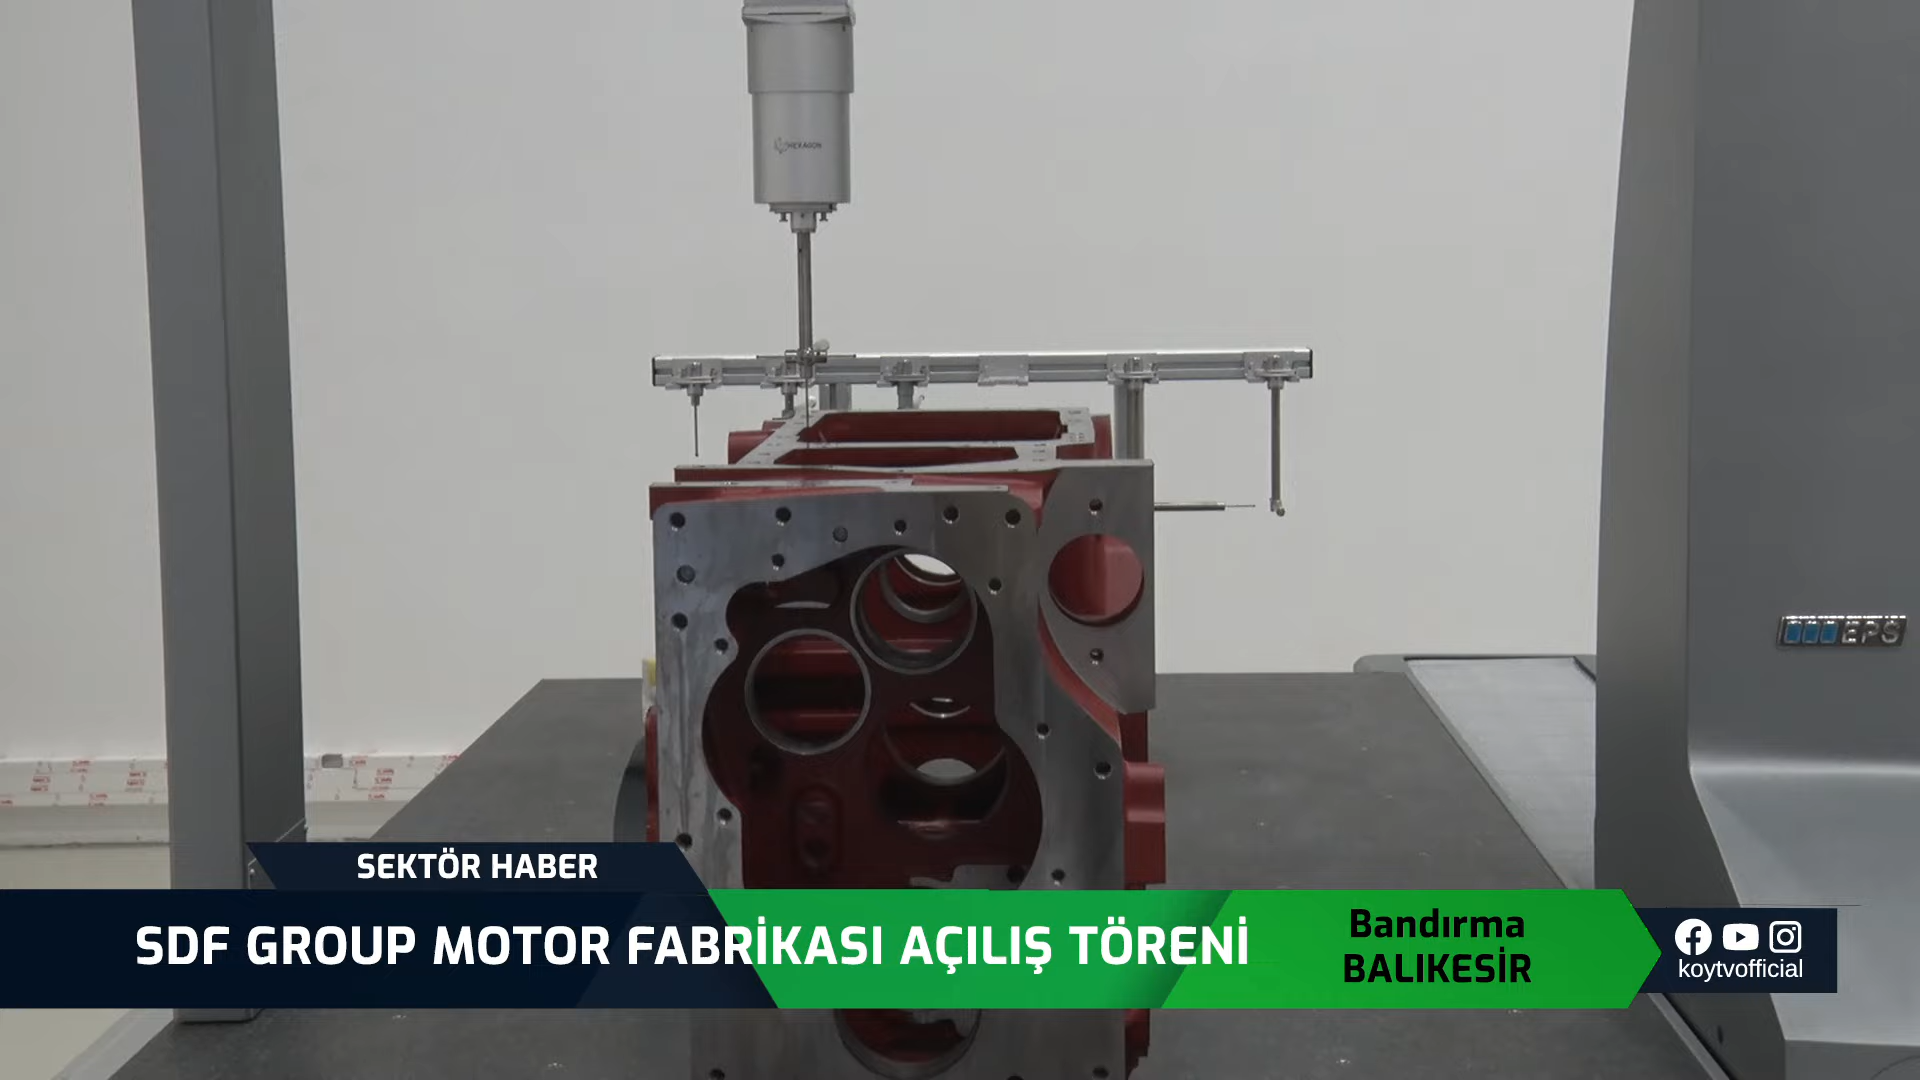 HEXAGON
EPS
SEKTÖR HABER
SDF GROUP MOTOR FABRİKASI AÇILIŞ TÖRENİ
Bandırma
BALIKESİR
koytvofficial